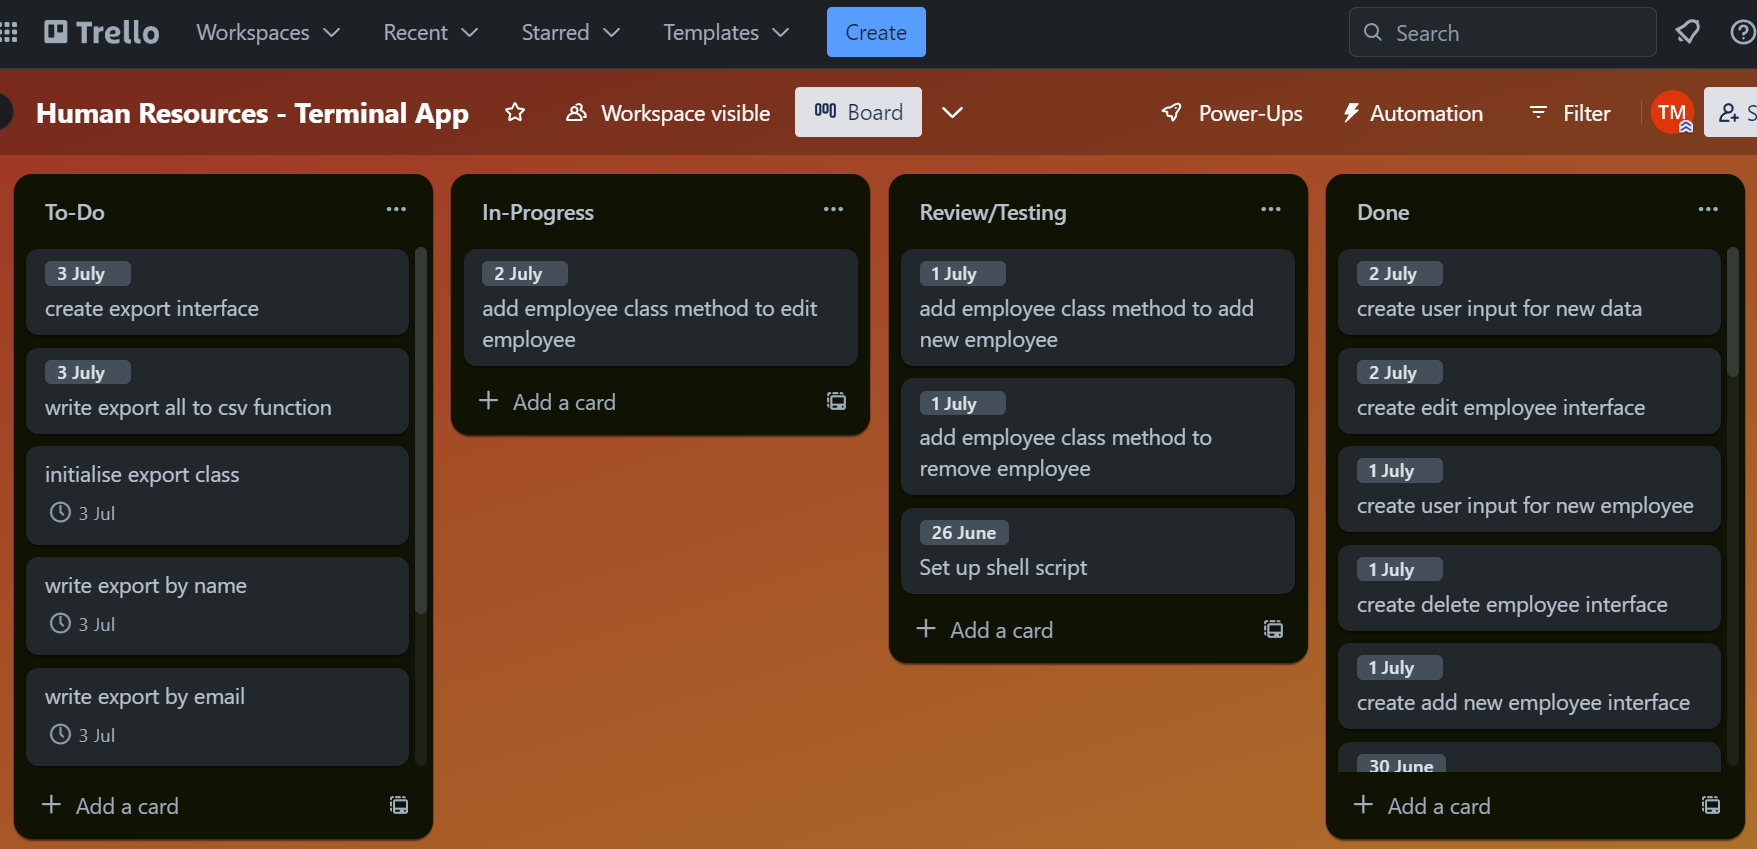 Trello
Workspaces
Recent
Starred
Templates
Create
Search
Human Resources - Terminal App
Workspace visible
Board
Power-Ups
Automation
Filter
TM
S
To-Do
3 July
create export interface
3 July
write export all to csv function
initialise export class
3 Jul
write export by name
3 Jul
write export by email
3 Jul
Add a card
In-Progress
2 July
add employee class method to edit
employee
Add a card
Review/Testing
1 July
add employee class method to add
new employee
1 July
add employee class method to
remove employee
26 June
Set up shell script
Add a card
Done
2 July
create user input for new data
2 July
create edit employee interface
1 July
create user input for new employee
1 July
create delete employee interface
1 July
create add new employee interface
30 June
Add a card